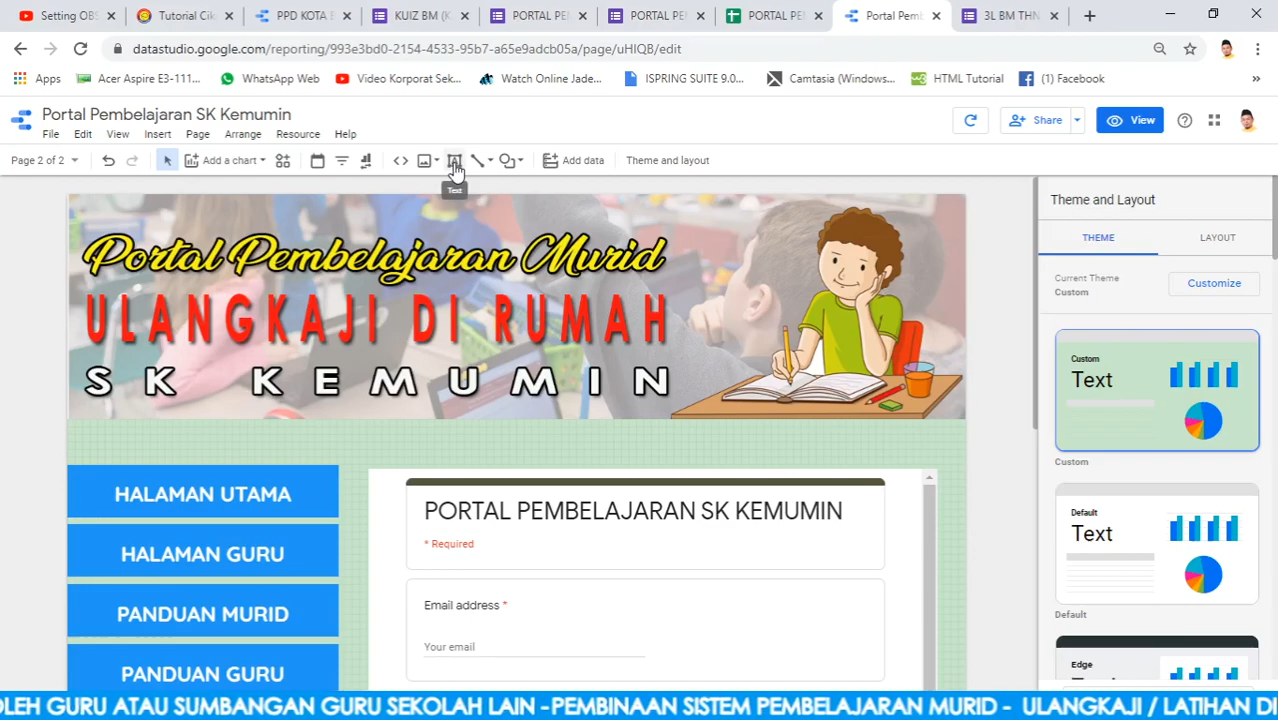 Setting OBS
Tutorial Cik
PPD KOTA B
KUIZ BM (K
PORTAL PEM
PORTAL PEM
PORTAL PE
Portal Pemb
3L BM THN
datastudio.google.com/reporting/993e3bd0-2154-4533-95b7-a65e9adcb05a/page/uHIQB/edit
Apps
Acer Aspire E3-111...
WhatsApp Web
Video Korporat Sek...
Watch Online Jade...
ISPRING SUITE 9.0...
Camtasia (Windows...
HTML Tutorial
(1) Facebook
Portal Pembelajaran SK Kemumin
Share
View
File Edit View Insert Page Arrange Resource Help
Page 2 of 2
Add a chart
Add data
Theme and layout
Text
Theme and Layout
THEME
LAYOUT
Current Theme
Custom
Customize
Custom
Text
Custom
Default
Text
Default
Edge
Portal Pembelajaran Murid
ULANGKAJI DI RUMAH
SK KEMUMIN
HALAMAN UTAMA
HALAMAN GURU
PANDUAN MURID
PANDUAN GURU
PORTAL PEMBELAJARAN SK KEMUMIN
* Required
Email address *
Your email
OLEH GURU ATAU SUMBANGAN GURU SEKOLAH LAIN -PEMBINAAN SISTEM PEMBELAJARAN MURID - ULANGKAJI / LATIHAN DI